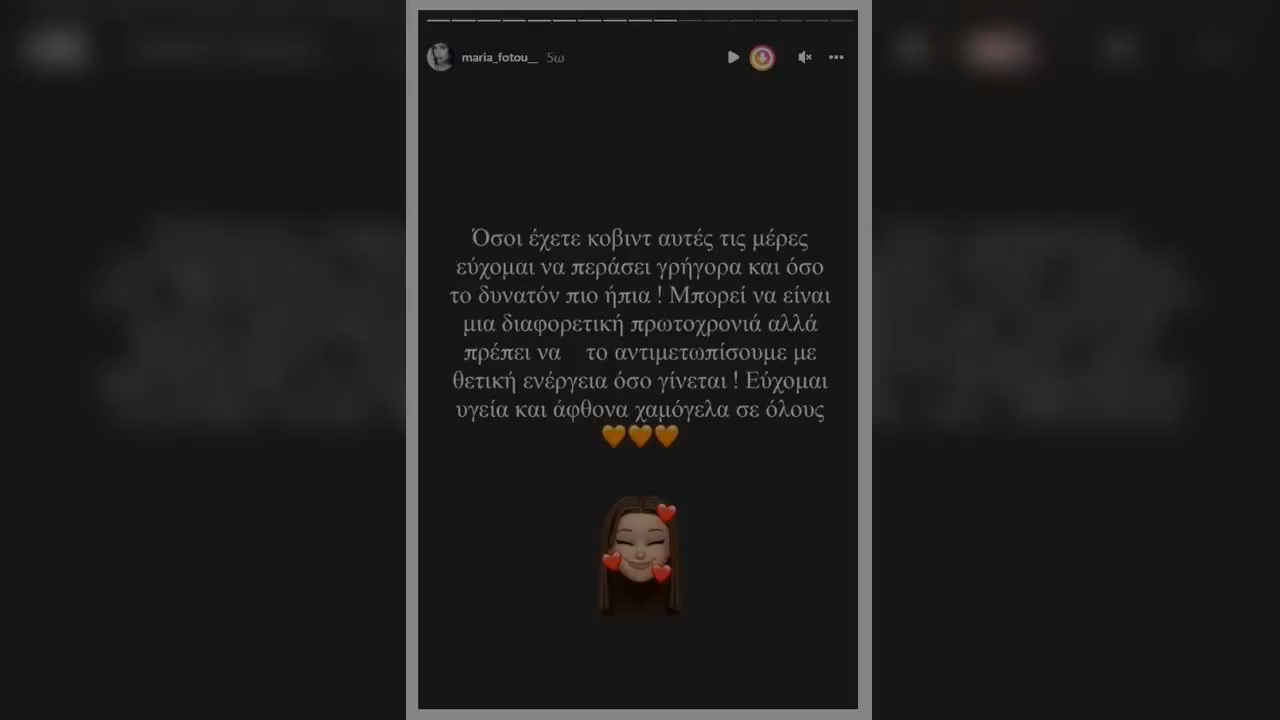 maria_fotou__ 5ω
Όσοι έχετε κοβιντ αυτές τις μέρες
εύχομαι να περάσει γρήγορα και όσο
το δυνατόν πιο ήπια ! Μπορεί να είναι
μια διαφορετική πρωτοχρονιά αλλά
πρέπει να το αντιμετωπίσουμε με
θετική ενέργεια όσο γίνεται ! Εύχομαι
υγεία και άφθονα χαμόγελα σε όλους
🧡🧡🧡